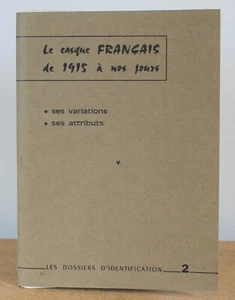 Le casque FRANÇAIS
de 1915 à nos jours
• ses variations
• ses attributs
*
LES DOSSIERS D'IDENTIFICATION 2